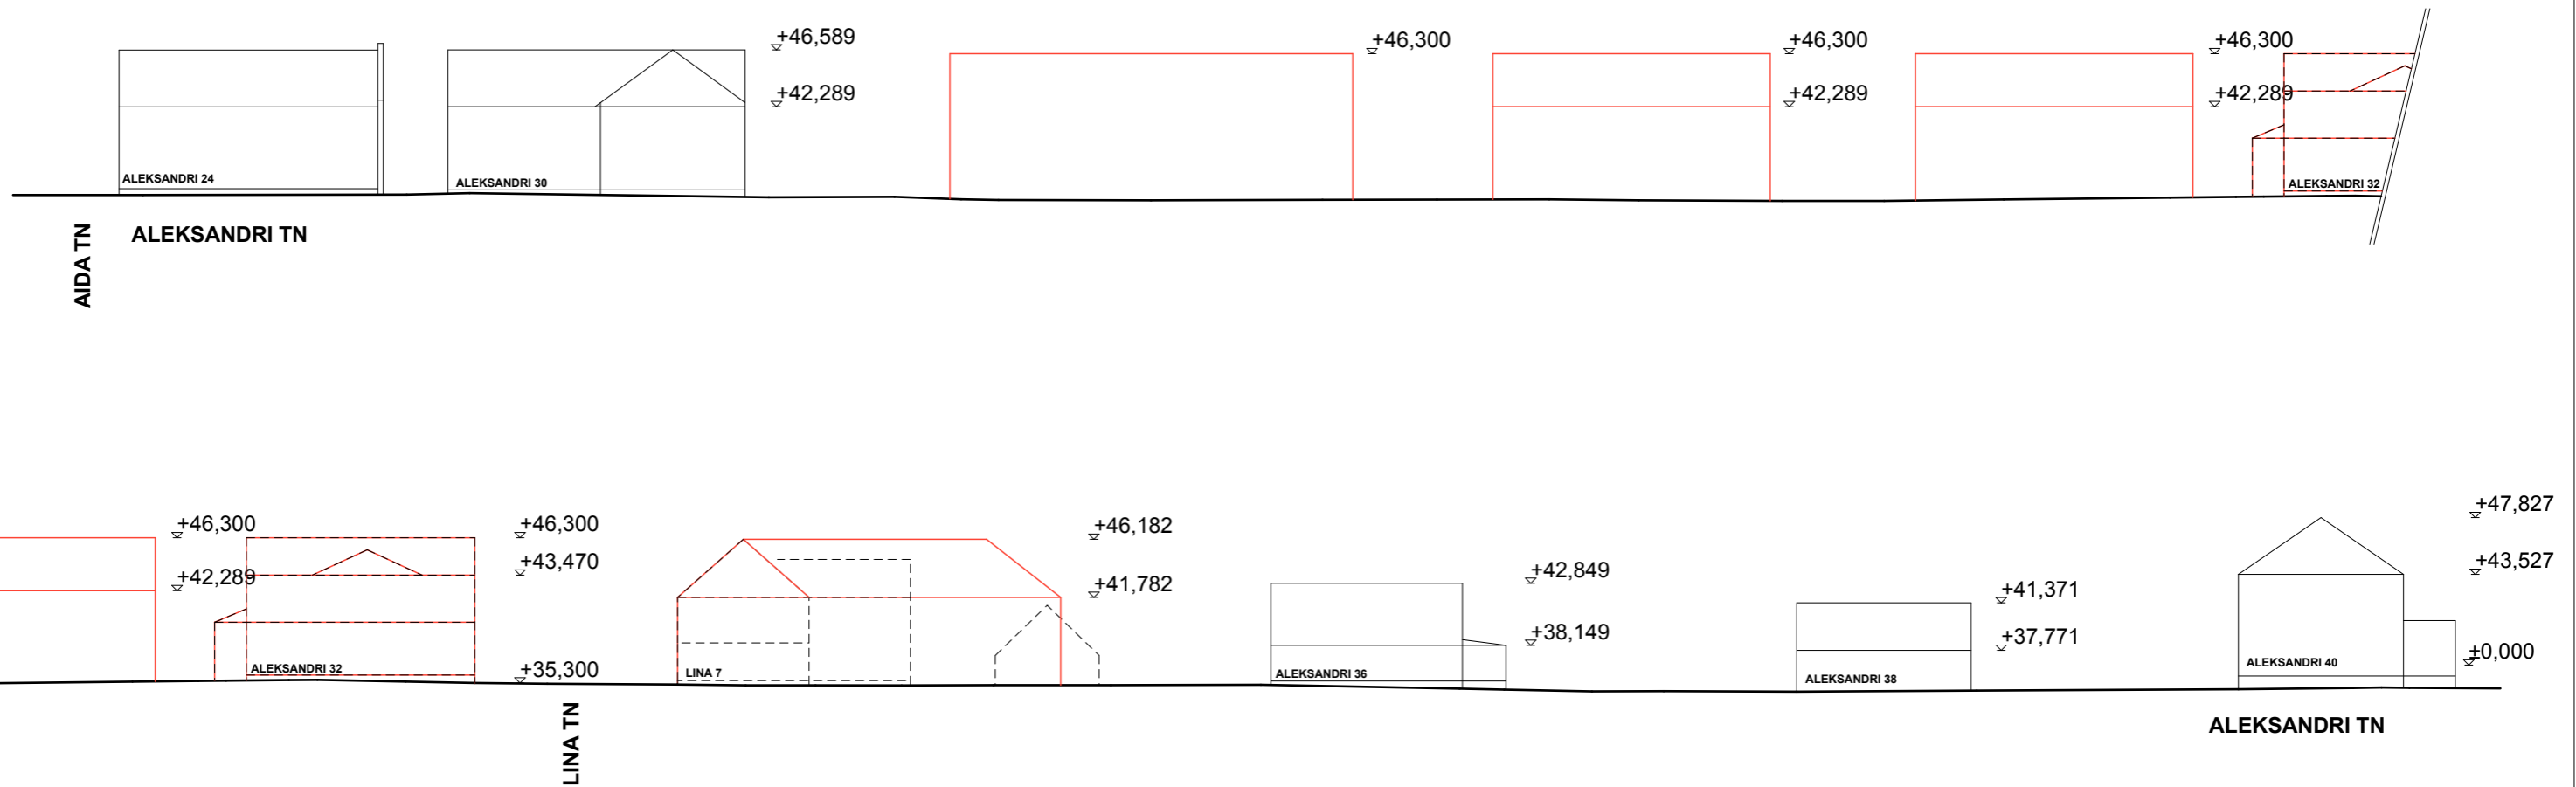 +46,589
+46,300
+46,300
+46,300
+42,289
+42,289
+42,289
ALEKSANDRI 24
ALEKSANDRI 30
ALEKSANDRI 32
AIDA TN
ALEKSANDRI TN
+46,300
+46,300
+46,182
+47,827
+42,289
+43,470
+41,782
+42,849
+41,371
+43,527
+38,149
+37,771
±0,000
+35,300
ALEKSANDRI 32
LINA 7
ALEKSANDRI 36
ALEKSANDRI 38
ALEKSANDRI 40
LINA TN
ALEKSANDRI TN